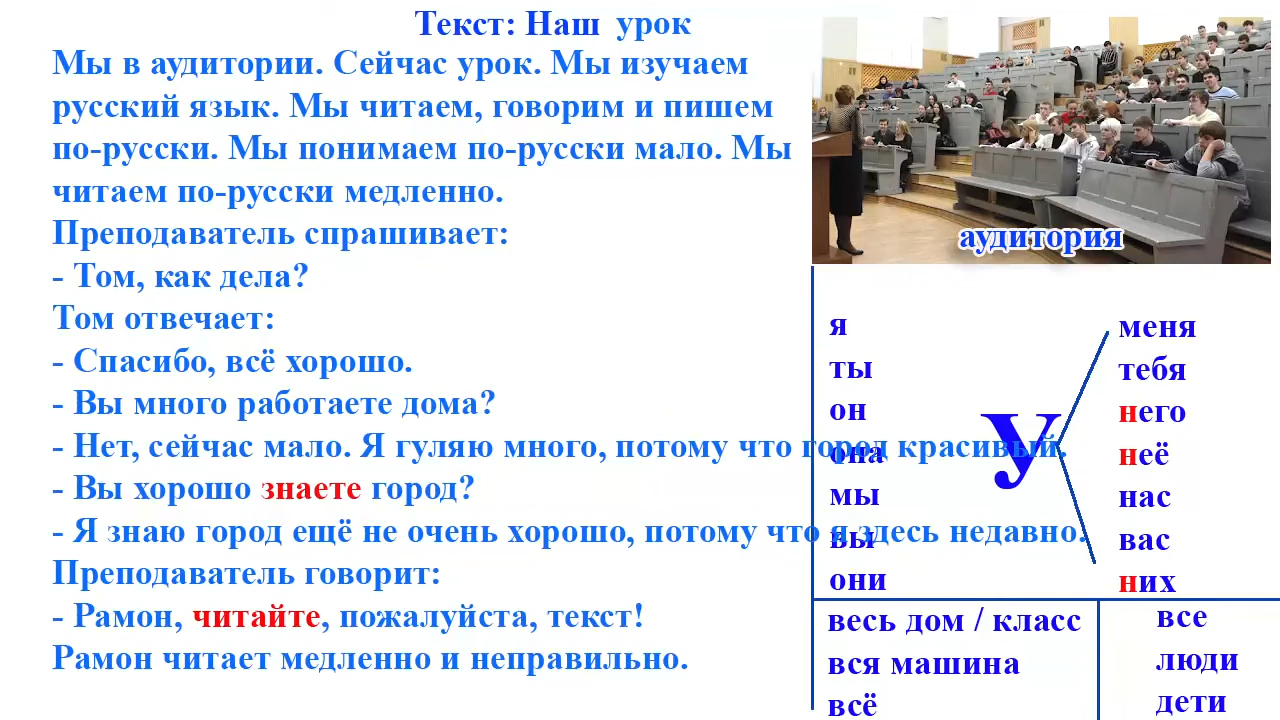 Текст: Наш урок
Мы в аудитории. Сейчас урок. Мы изучаем
русский язык. Мы читаем, говорим и пишем
по-русски. Мы понимаем по-русски мало. Мы
читаем по-русски медленно.
Преподаватель спрашивает:
- Том, как дела?
Том отвечает:
- Спасибо, всё хорошо.
- Вы много работаете дома?
- Нет, сейчас мало. Я гуляю много, потому что город красивый.
- Вы хорошо знаете город?
- Я знаю город ещё не очень хорошо, потому что я здесь недавно.
Преподаватель говорит:
- Рамон, читайте, пожалуйста, текст!
Рамон читает медленно и неправильно.
аудитория
я
ты
он
она
мы
вы
они
У
меня
тебя
него
неё
нас
вас
них
весь дом / класс
вся машина
всё
все
люди
дети